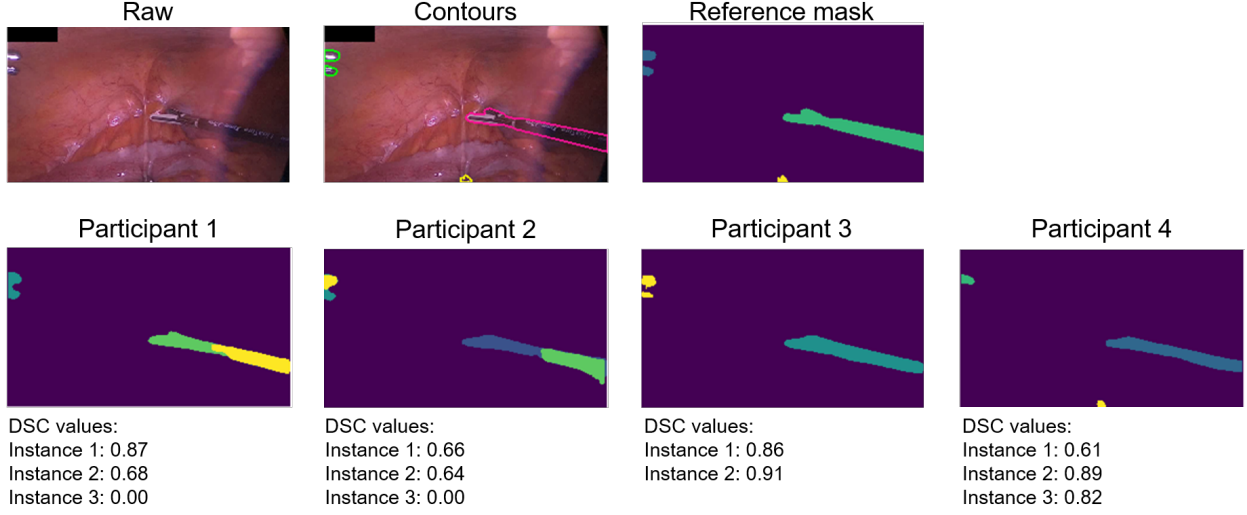 Raw
Contours
Reference mask
Participant 1
Participant 2
Participant 3
Participant 4
DSC values:
Instance 1: 0.87
Instance 2: 0.68
Instance 3: 0.00
DSC values:
Instance 1: 0.66
Instance 2: 0.64
Instance 3: 0.00
DSC values:
Instance 1: 0.86
Instance 2: 0.91
DSC values:
Instance 1: 0.61
Instance 2: 0.89
Instance 3: 0.82